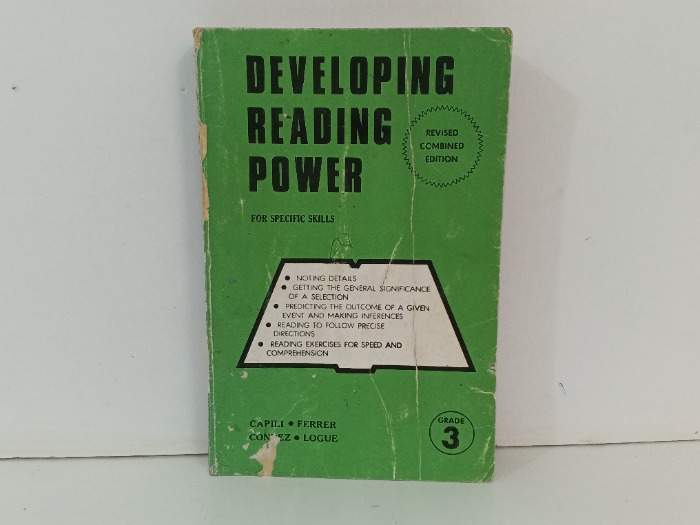 DEVELOPING
READING
POWER
REVISED
COMBINED
EDITION
FOR SPECIFIC SKILLS
• NOTING DETAILS
• GETTING THE GENERAL SIGNIFICANCE
OF A SELECTION
• PREDICTING THE OUTCOME OF A GIVEN
EVENT AND MAKING INFERENCES
• READING TO FOLLOW PRECISE
DIRECTIONS
• READING EXERCISES FOR SPEED AND
COMPREHENSION
CAPILI • FERRER
• LOGUE
GRADE
3